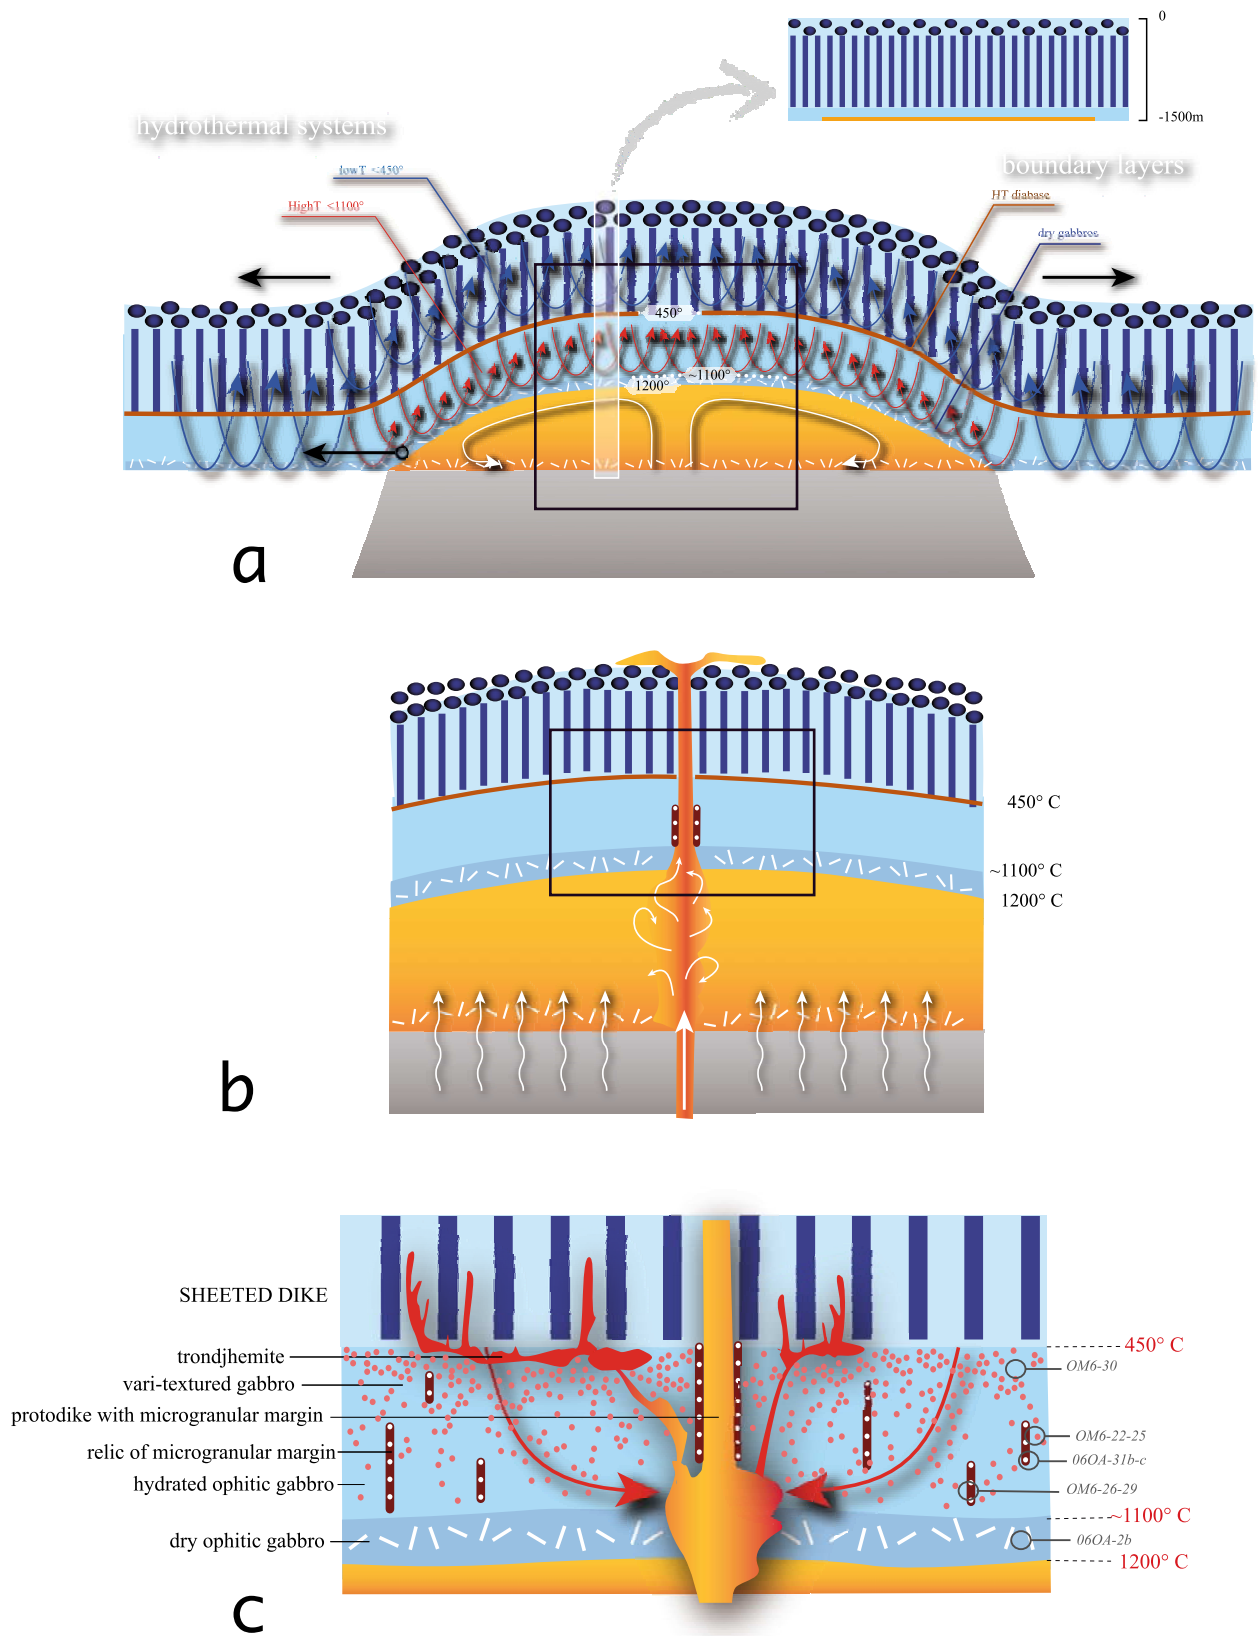 0
-1500m
hydrothermal systems
boundary layers
lowT <450°
HighT <1100°
HT diabase
dry gabbros
450°
~1100°
1200°
a
450° C
~1100° C
1200° C
b
SHEETED DIKE
trondjhemite
vari-textured gabbro
protodike with microgranular margin
relic of microgranular margin
hydrated ophitic gabbro
dry ophitic gabbro
450° C
OM6-30
OM6-22-25
06OA-31b-c
OM6-26-29
~1100° C
06OA-2b
1200° C
c